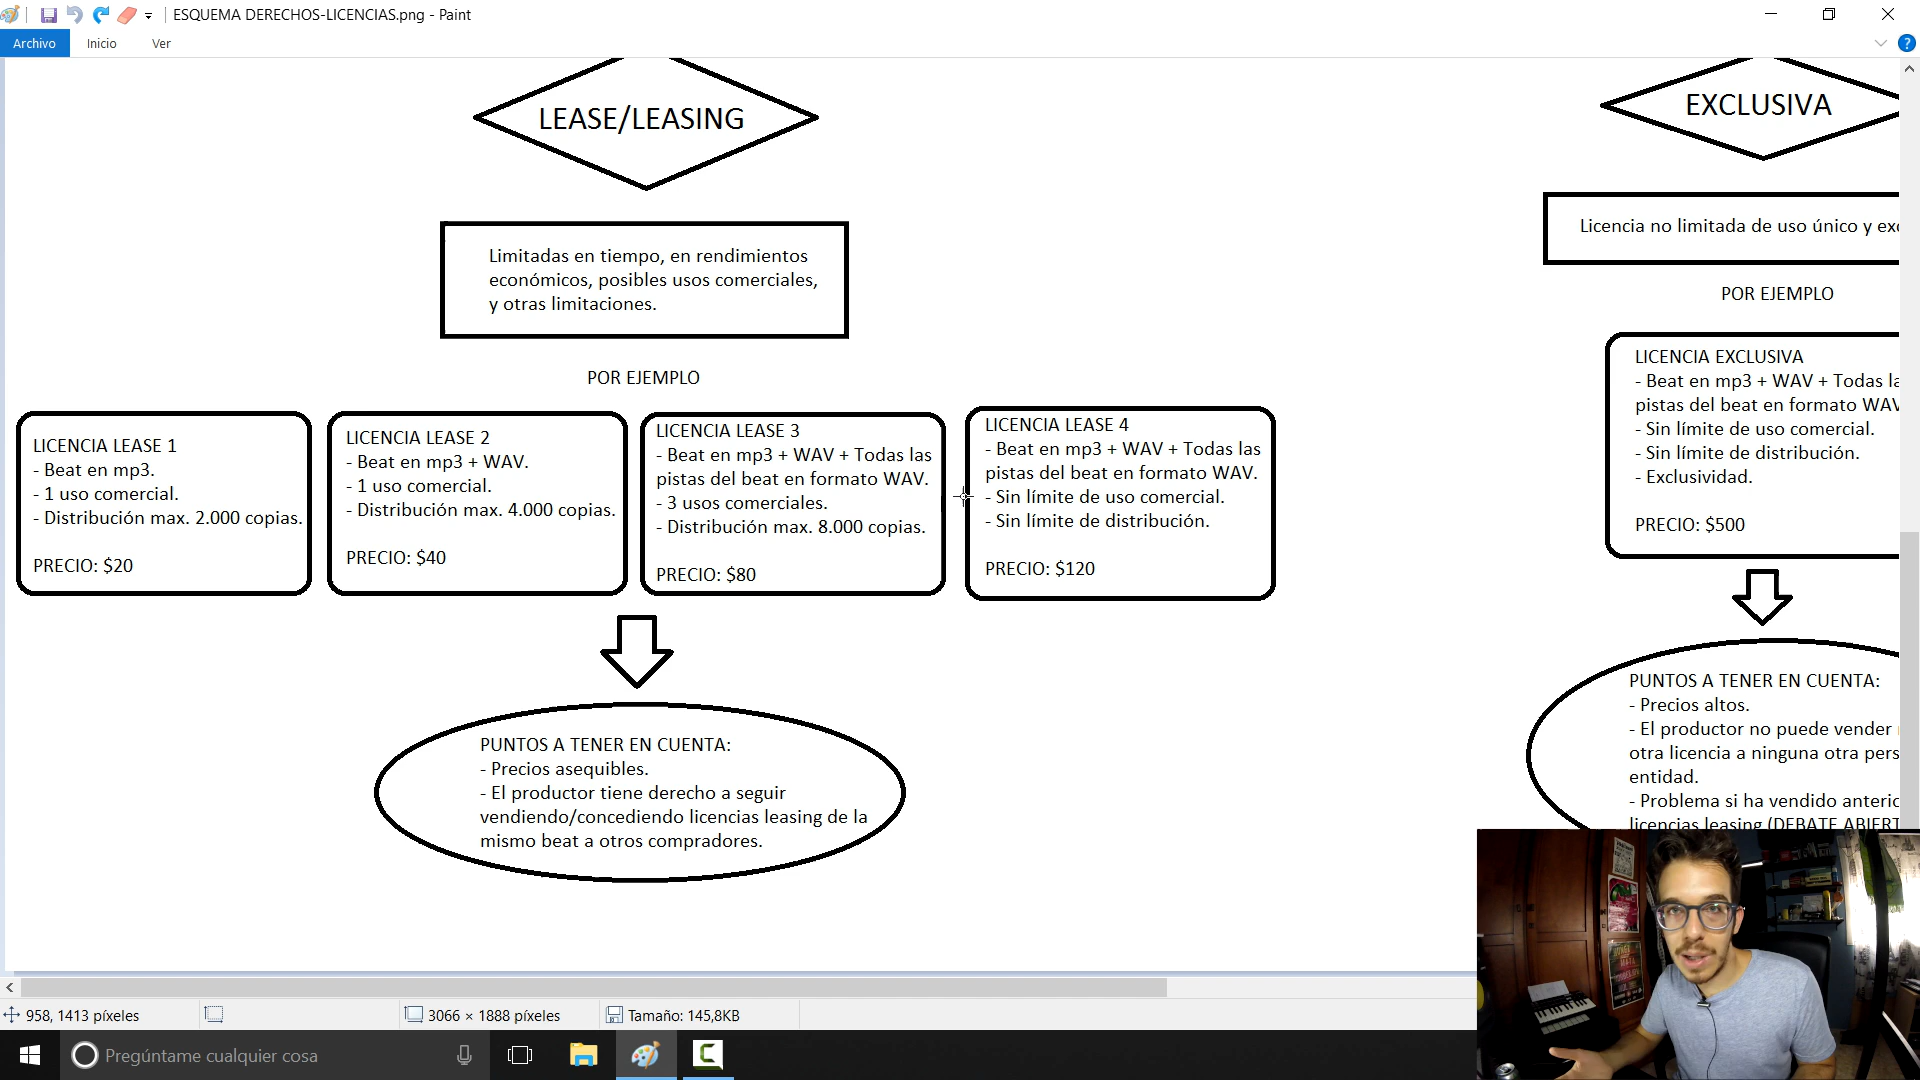 ESQUEMA DERECHOS-LICENCIAS.png - Paint
Archivo
Inicio
Ver
LEASE/LEASING
EXCLUSIVA
Limitadas en tiempo, en rendimientos
económicos, posibles usos comerciales,
y otras limitaciones.
Licencia no limitada de uso único y
POR EJEMPLO
POR EJEMPLO
LICENCIA LEASE 1
- Beat en mp3.
- 1 uso comercial.
- Distribución max. 2.000 copias.
PRECIO: $20
LICENCIA LEASE 2
- Beat en mp3 + WAV.
- 1 uso comercial.
- Distribución max. 4.000 copias.
PRECIO: $40
LICENCIA LEASE 3
- Beat en mp3 + WAV + Todas las
pistas del beat en formato WAV.
- 3 usos comerciales.
- Distribución max. 8.000 copias.
PRECIO: $80
LICENCIA LEASE 4
- Beat en mp3 + WAV + Todas las
pistas del beat en formato WAV.
- Sin límite de uso comercial.
- Sin límite de distribución.
PRECIO: $120
LICENCIA EXCLUSIVA
- Beat en mp3 + WAV + Todas
pistas del beat en formato WAV
- Sin límite de uso comercial.
- Sin límite de distribución.
- Exclusividad.
PRECIO: $500
PUNTOS A TENER EN CUENTA:
- Precios asequibles.
- El productor tiene derecho a seguir
vendiendo/concediendo licencias leasing de la
mismo beat a otros compradores.
PUNTOS A TENER EN CUENTA:
- Precios altos.
- El productor no puede vender
otra licencia a ninguna otra
entidad.
- Problema si ha vendido
licencias leasing (DEBATE
958, 1413 píxeles
3066 × 1888 píxeles
Tamaño: 145,8KB
Pregúntame cualquier cosa